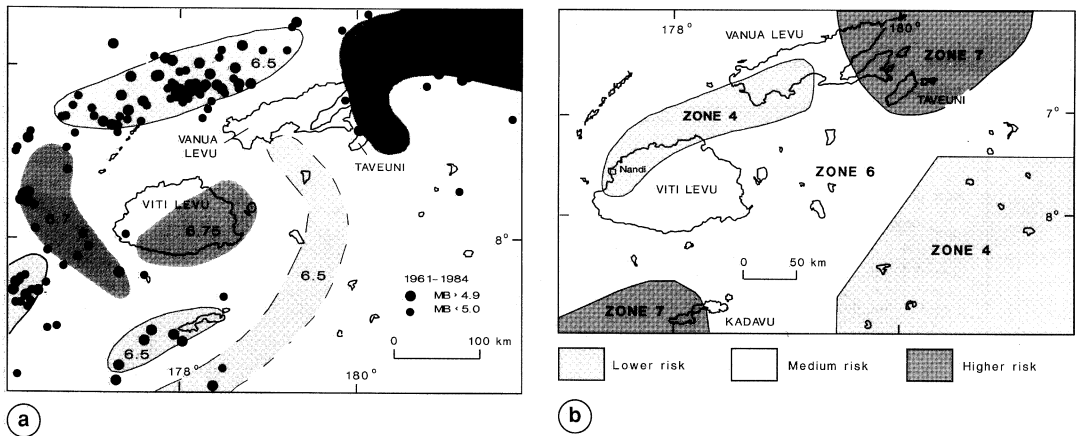 178°
180°
6.5
VANUA
LEVU
TAVEUNI
VITI LEVU
6.7
6.75
8°
6.5
1961–1984
MB > 4.9
MB < 5.0
6.5
0 100 km
178°
180°
a
178°
VANUA LEVU
180°
ZONE 7
TAVEUNI
7°
ZONE 4
ZONE 6
Nandi
VITI LEVU
8°
ZONE 4
0 50 km
ZONE 7
KADAVU
Lower risk
Medium risk
Higher risk
b